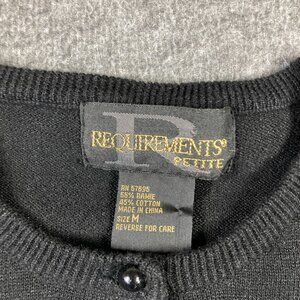 R
REQUIREMENTS®
PETITE
RN 57695
55% RAMIE
45% COTTON
MADE IN CHINA
SIZE M
REVERSE FOR CARE